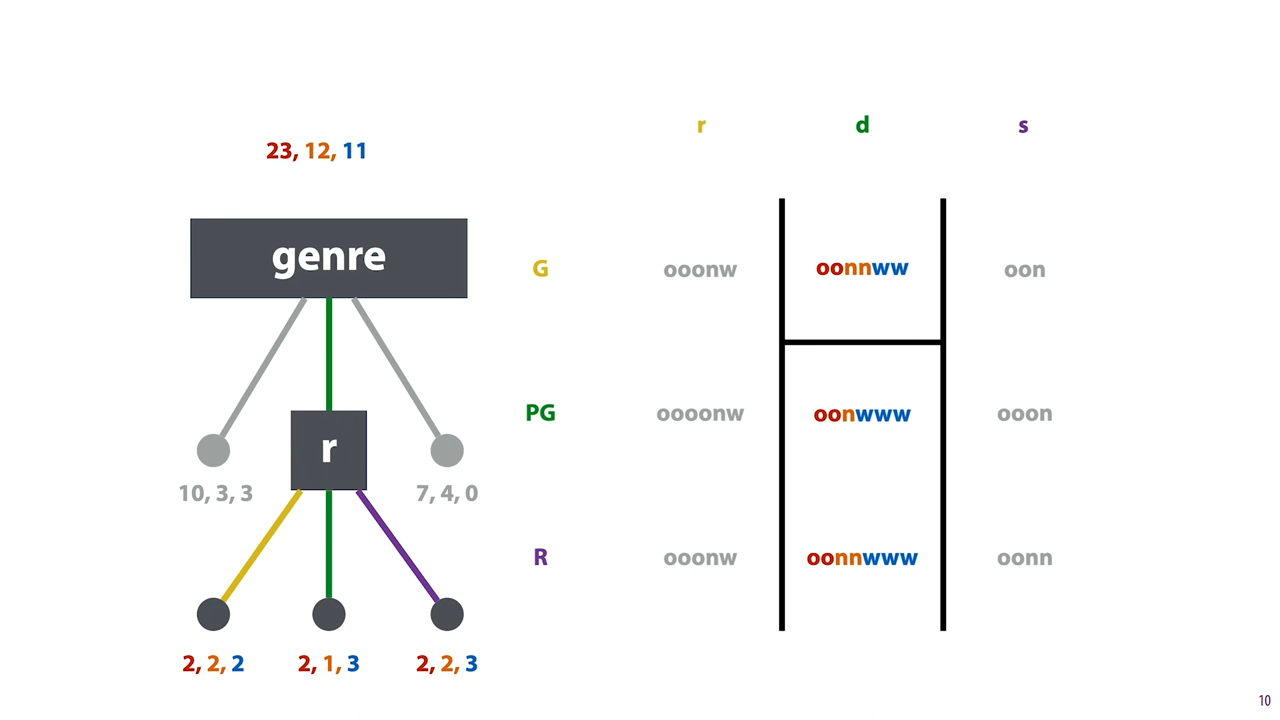 r d s
23, 12, 11
genre
G ooonw oonnww oon
PG oooonw oonwww ooon
r
10, 3, 3 7, 4, 0
R ooonw oonnwww oonn
2, 2, 2 2, 1, 3 2, 2, 3
10